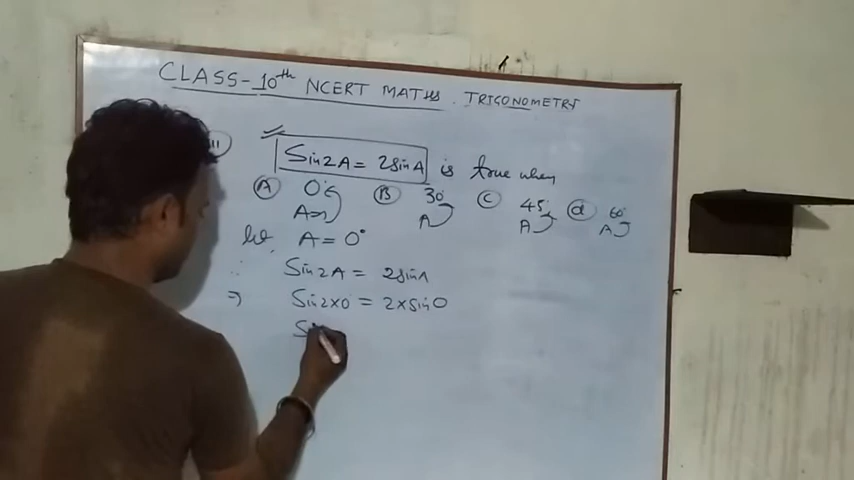 CLASS-10th NCERT MATHS. TRIGONOMETRY
iii Sin2A = 2sinA is true when
(A) 0° (B) 30° (C) 45° (d) 60°
A= A A A
let, A = 0°
∴ Sin2A = 2sinA
⇒ Sin2×0 = 2×sin0
S